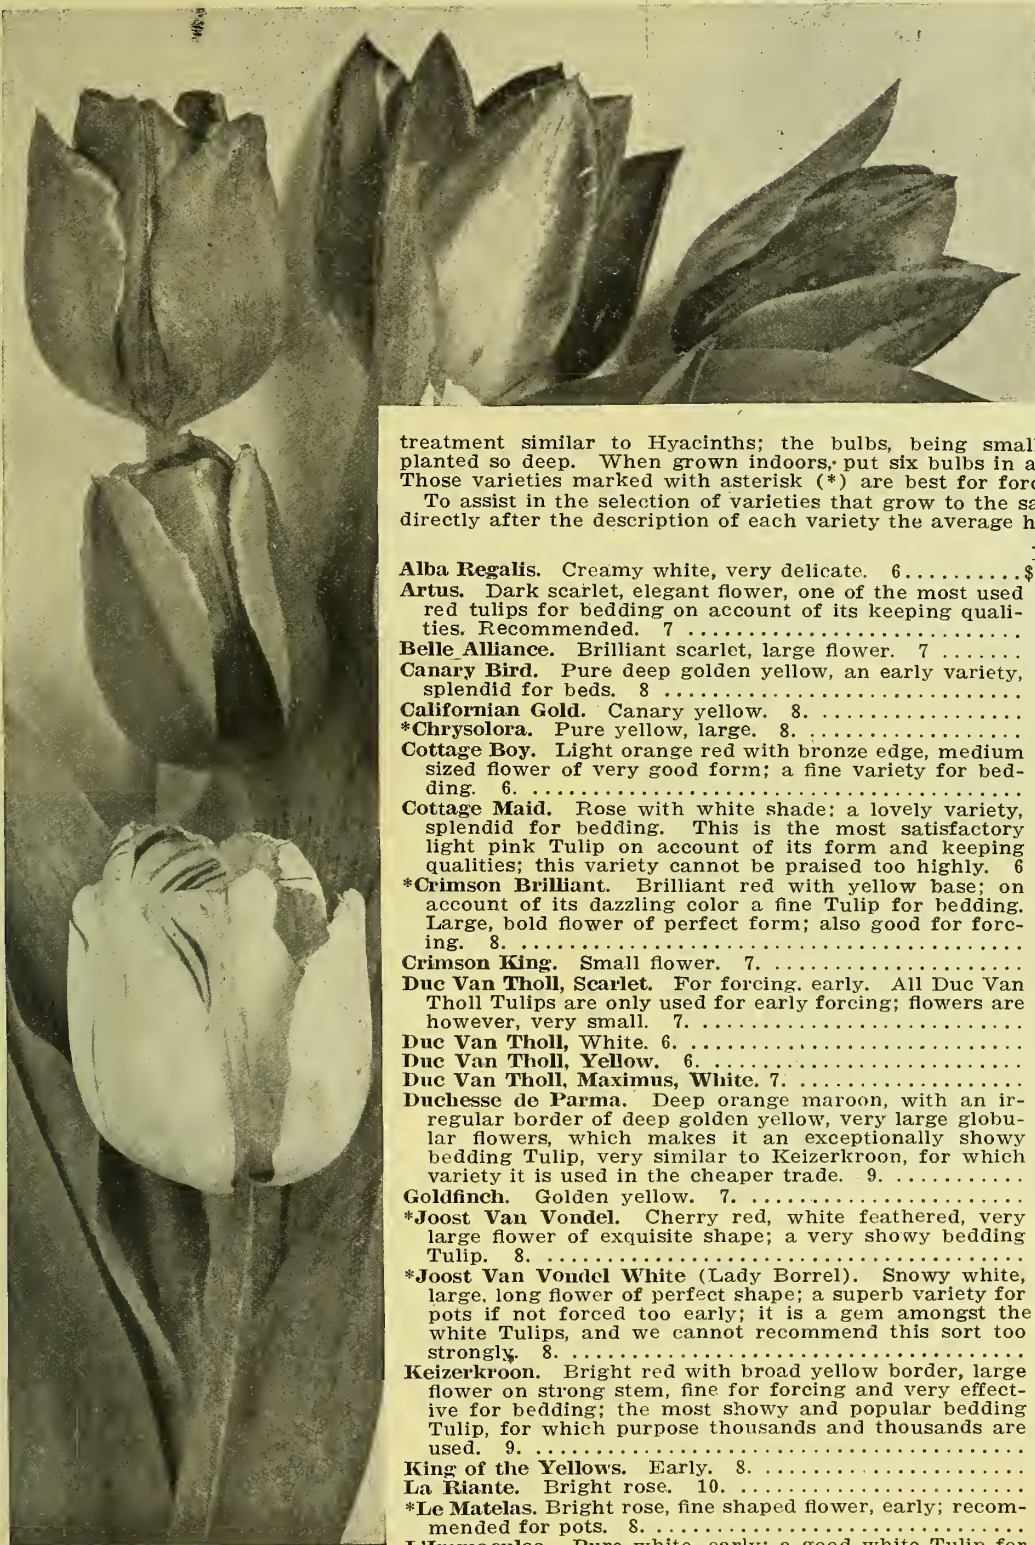 treatment similar to Hyacinths; the bulbs, being
planted so deep. When grown indoors, put six bulbs in a
Those varieties marked with asterisk (*) are best for
To assist in the selection of varieties that grow to the
directly after the description of each variety the average
Alba Regalis. Creamy white, very delicate. 6..........$
Artus. Dark scarlet, elegant flower, one of the most used
red tulips for bedding on account of its keeping quali-
ties. Recommended. 7 ............................
Belle Alliance. Brilliant scarlet, large flower. 7 .......
Canary Bird. Pure deep golden yellow, an early variety,
splendid for beds. 8 ..............................
Californian Gold. Canary yellow. 8. .................
*Chrysolora. Pure yellow, large. 8. ..................
Cottage Boy. Light orange red with bronze edge, medium
sized flower of very good form; a fine variety for bed-
ding. 6. ..........................................
Cottage Maid. Rose with white shade; a lovely variety,
splendid for bedding. This is the most satisfactory
light pink Tulip on account of its form and keeping
qualities; this variety cannot be praised too highly. 6
*Crimson Brilliant. Brilliant red with yellow base; on
account of its dazzling color a fine Tulip for bedding.
Large, bold flower of perfect form; also good for forc-
ing. 8. ..........................................
Crimson King. Small flower. 7. .....................
Duc Van Tholl, Scarlet. For forcing. early. All Duc Van
Tholl Tulips are only used for early forcing; flowers are
however, very small. 7. ............................
Duc Van Tholl, White. 6. ............................
Duc Van Tholl, Yellow. 6. ..........................
Duc Van Tholl, Maximus, White. 7. ...................
Duchesse de Parma. Deep orange maroon, with an ir-
regular border of deep golden yellow, very large globu-
lar flowers, which makes it an exceptionally showy
bedding Tulip, very similar to Keizerkroon, for which
variety it is used in the cheaper trade. 9. ............
Goldfinch. Golden yellow. 7. .......................
*Joost Van Vondel. Cherry red, white feathered, very
large flower of exquisite shape; a very showy bedding
Tulip. 8. ........................................
*Joost Van Vondel White (Lady Borrel). Snowy white,
large, long flower of perfect shape; a superb variety for
pots if not forced too early; it is a gem amongst the
white Tulips, and we cannot recommend this sort too
strongly. 8. ......................................
Keizerkroon. Bright red with broad yellow border, large
flower on strong stem, fine for forcing and very effect-
ive for bedding; the most showy and popular bedding
Tulip, for which purpose thousands and thousands are
used. 9. ..........................................
King of the Yellows. Early. 8. ......................
La Riante. Bright rose. 10. ........................
*Le Matelas. Bright rose, fine shaped flower, early; recom-
mended for pots. 8. ................................
Pure white, early; a good white Tulip for